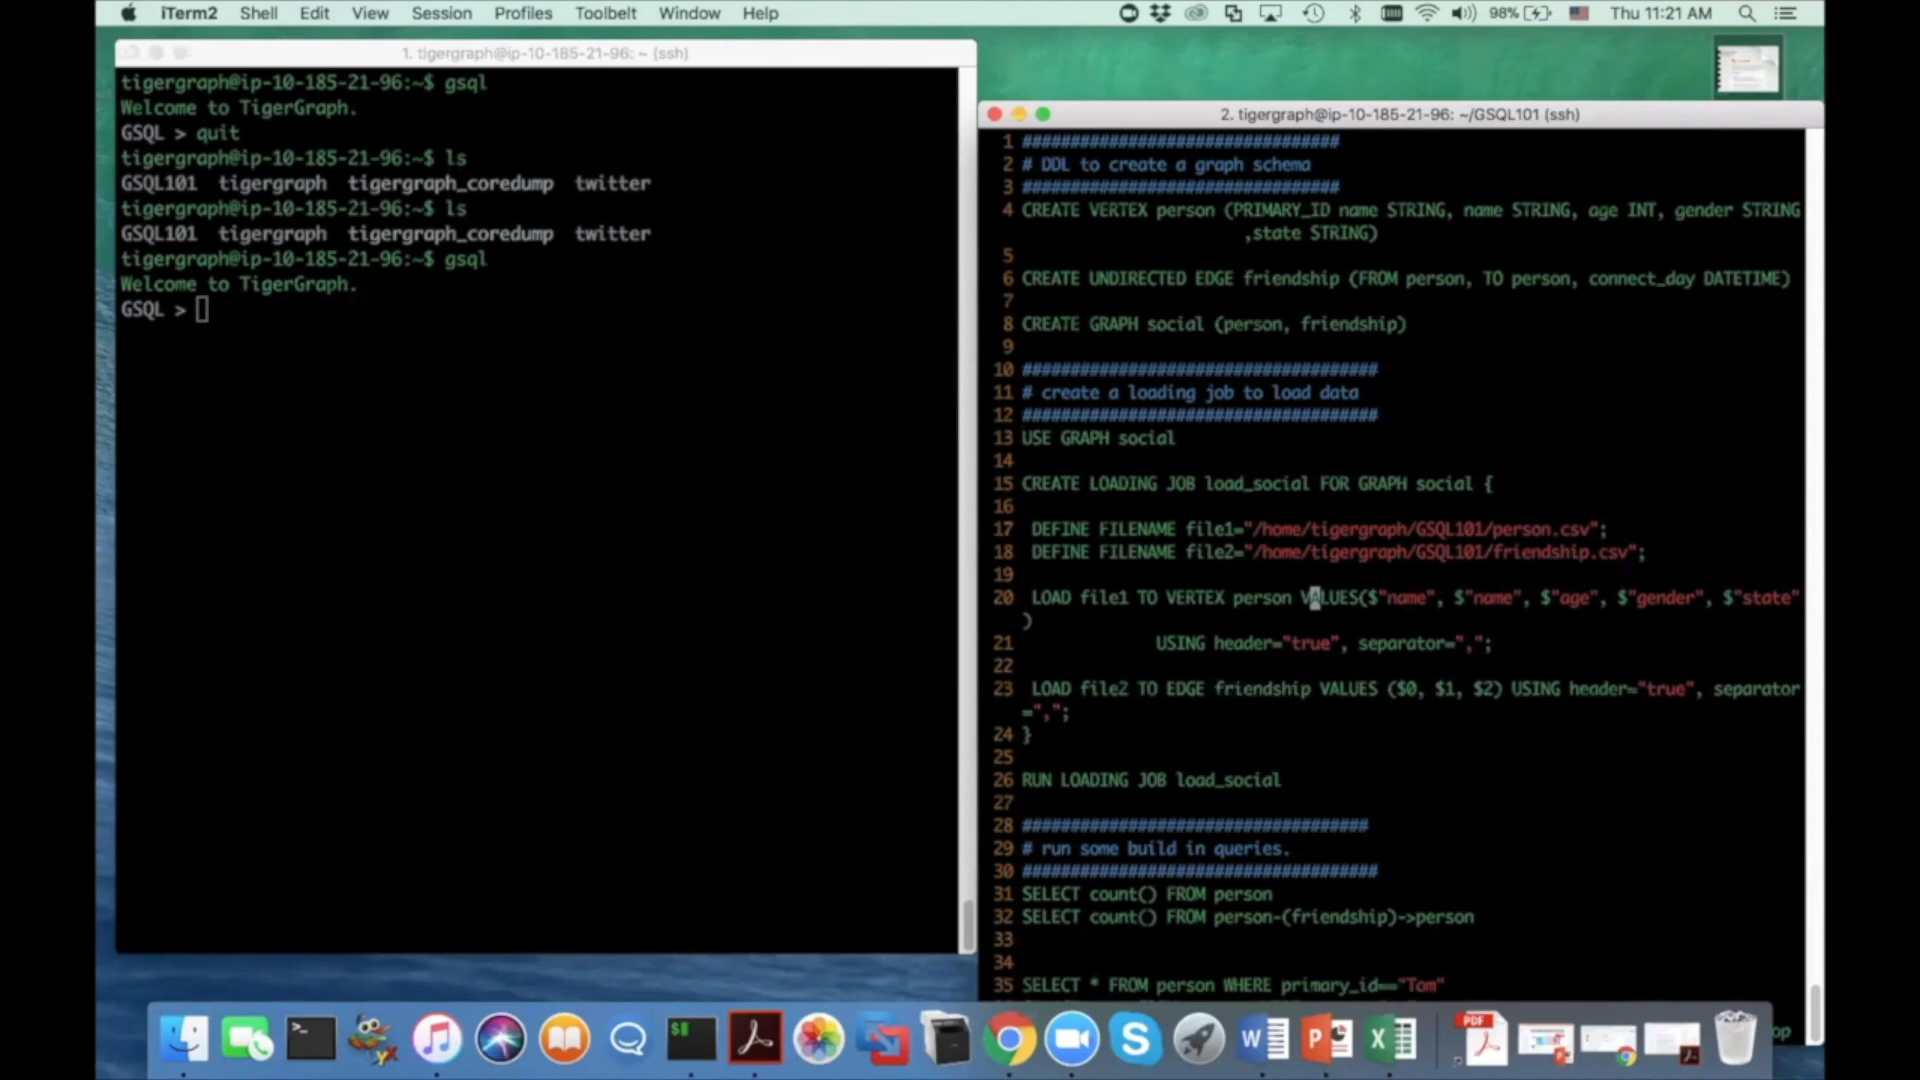 iTerm2 Shell Edit View Session Profiles Toolbelt Window Help 98% Thu 11:21 AM
1. tigergraph@ip-10-185-21-96: ~ (ssh)
tigergraph@ip-10-185-21-96:~$ gsql
Welcome to TigerGraph.
GSQL > quit
tigergraph@ip-10-185-21-96:~$ ls
GSQL101 tigergraph tigergraph_coredump twitter
tigergraph@ip-10-185-21-96:~$ ls
GSQL101 tigergraph tigergraph_coredump twitter
tigergraph@ip-10-185-21-96:~$ gsql
Welcome to TigerGraph.
GSQL >
2. tigergraph@ip-10-185-21-96: ~/GSQL101 (ssh)
1 #################################
2 # DDL to create a graph schema
3 #################################
4 CREATE VERTEX person (PRIMARY_ID name STRING, name STRING, age INT, gender STRING
,state STRING)
5
6 CREATE UNDIRECTED EDGE friendship (FROM person, TO person, connect_day DATETIME)
7
8 CREATE GRAPH social (person, friendship)
9
10 #####################################
11 # create a loading job to load data
12 #####################################
13 USE GRAPH social
14
15 CREATE LOADING JOB load_social FOR GRAPH social {
16
17 DEFINE FILENAME file1="/home/tigergraph/GSQL101/person.csv";
18 DEFINE FILENAME file2="/home/tigergraph/GSQL101/friendship.csv";
19
20 LOAD file1 TO VERTEX person VALUES($"name", $"name", $"age", $"gender", $"state"
)
21 USING header="true", separator=",";
22
23 LOAD file2 TO EDGE friendship VALUES ($0, $1, $2) USING header="true", separator
=",";
24 }
25
26 RUN LOADING JOB load_social
27
28 ####################################
29 # run some build in queries.
30 #####################################
31 SELECT count() FROM person
32 SELECT count() FROM person-(friendship)->person
33
34
35 SELECT * FROM person WHERE primary_id=="Tom"